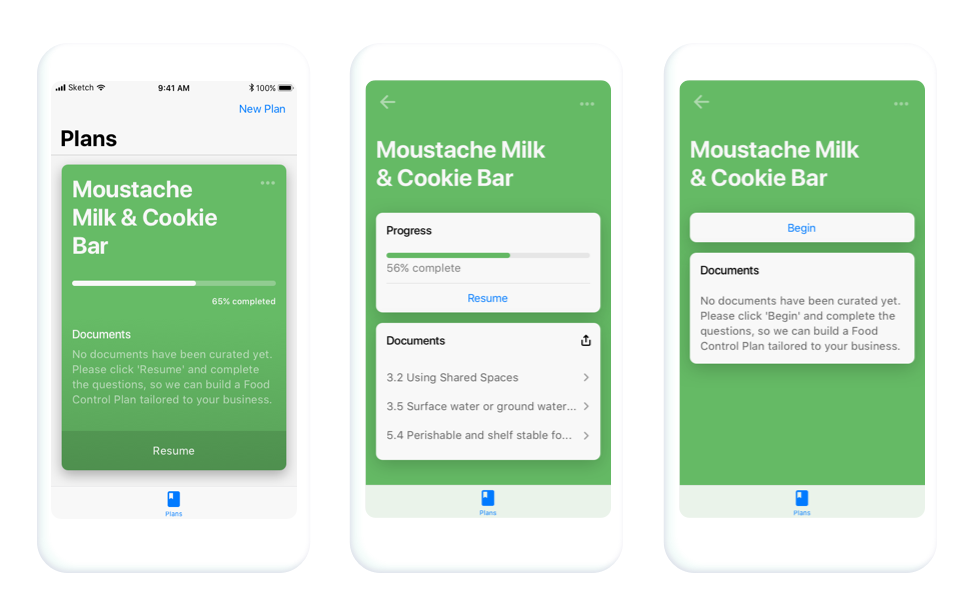 Sketch 9:41 AM 100%
New Plan
Plans
Moustache
Milk & Cookie
Bar
65% completed
Documents
No documents have been curated yet.
Please click 'Resume' and complete
the questions, so we can build a Food
Control Plan tailored to your business.
Resume
Plans
Moustache Milk
& Cookie Bar
Progress
56% complete
Resume
Documents
3.2 Using Shared Spaces
3.5 Surface water or ground water...
5.4 Perishable and shelf stable fo...
Plans
Moustache Milk
& Cookie Bar
Begin
Documents
No documents have been curated yet.
Please click 'Begin' and complete the
questions, so we can build a Food
Control Plan tailored to your business.
Plans